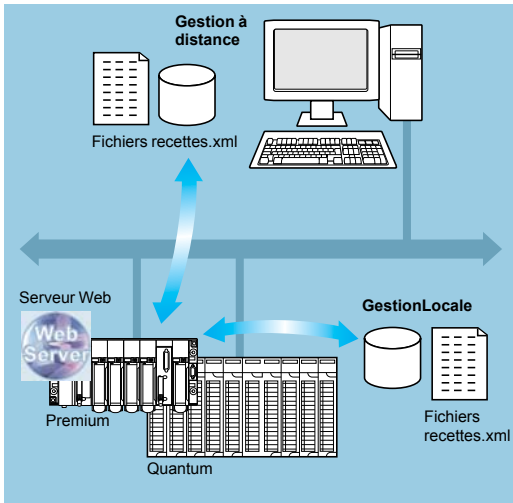 Gestion à
distance
Fichiers recettes.xml
Serveur Web
Web
Server
GestionLocale
Premium
Quantum
Fichiers
recettes.xml